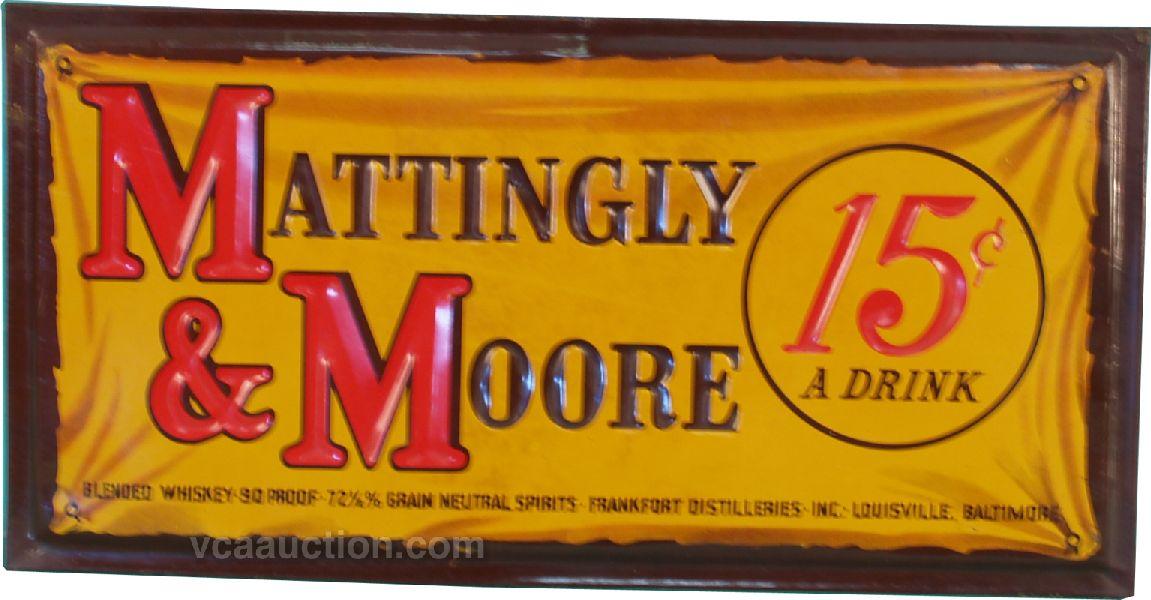 MATTINGLY
& MOORE
15¢
A DRINK
BLENDED WHISKEY·90 PROOF·72½% GRAIN NEUTRAL SPIRITS· FRANKFORT DISTILLERIES· INC.· LOUISVILLE, BALTIMORE
vcaauction.com